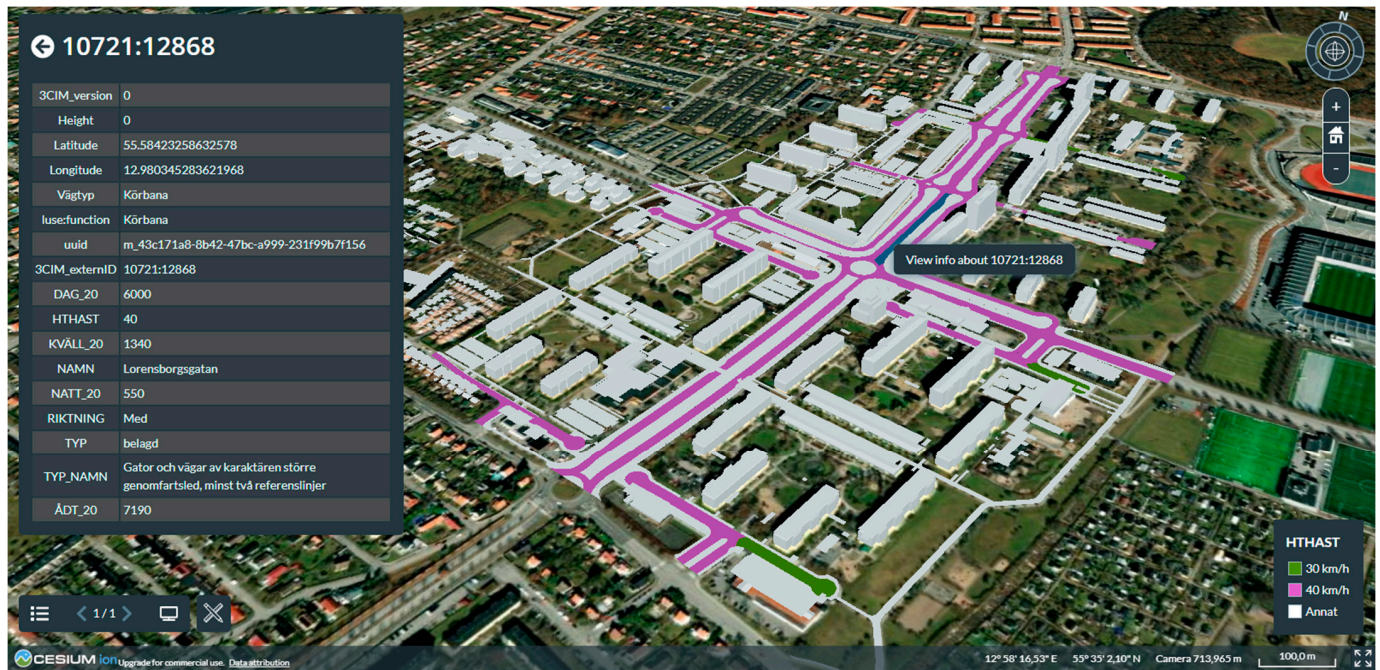 10721:12868
3CIM_version 0
Height 0
Latitude 55.58423258632578
Longitude 12.980345283621968
Vägtyp Körbana
luse:function Körbana
uuid m_43c171a8-8b42-47bc-a999-231f99b7f156
3CIM_externID 10721:12868
DAG_20 6000
HTHAST 40
KVÄLL_20 1340
NAMN Lorensborgsgatan
NATT_20 550
RIKTNING Med
TYP belagd
TYP_NAMN Gator och vägar av karaktären större
genomfartsled, minst två referenslinjer
ÅDT_20 7190
N
+
-
View info about 10721:12868
HTHAST
30 km/h
40 km/h
Annat
1/1
CESIUM ion Upgrade for commercial use. Data attribution
12° 58' 16,53" E 55° 35' 2,10" N Camera 713,965 m 100,0 m